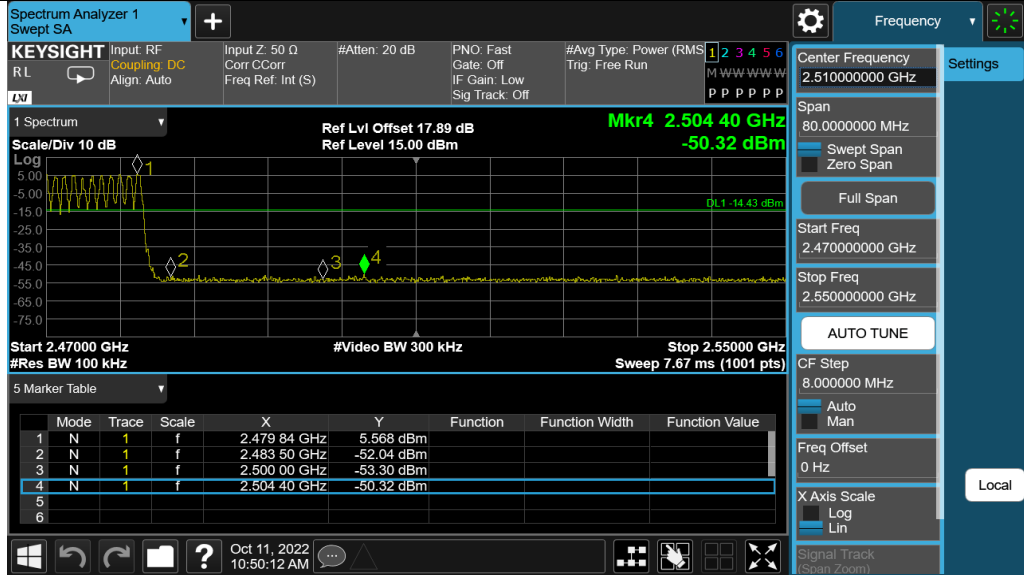 Spectrum Analyzer 1
Swept SA
Frequency
KEYSIGHT
R L
LXI
Input: RF
Coupling: DC
Align: Auto
Input Z: 50 Ω
Corr CCorr
Freq Ref: Int (S)
#Atten: 20 dB
PNO: Fast
Gate: Off
IF Gain: Low
Sig Track: Off
#Avg Type: Power (RMS
Trig: Free Run
1 2 3 4 5 6
M W W W W W
P P P P P P
1 Spectrum
Scale/Div 10 dB
Ref Lvl Offset 17.89 dB
Ref Level 15.00 dBm
Mkr4 2.504 40 GHz
-50.32 dBm
Log
5.00
-5.00
-15.0
-25.0
-35.0
-45.0
-55.0
-65.0
-75.0
1
2
3
4
DL1 -14.43 dBm
Start 2.47000 GHz
#Res BW 100 kHz
#Video BW 300 kHz
Stop 2.55000 GHz
Sweep 7.67 ms (1001 pts)
5 Marker Table
Mode Trace Scale X Y Function Function Width Function Value
1 N 1 f 2.479 84 GHz 5.568 dBm
2 N 1 f 2.483 50 GHz -52.04 dBm
3 N 1 f 2.500 00 GHz -53.30 dBm
4 N 1 f 2.504 40 GHz -50.32 dBm
5
6
?
Oct 11, 2022
10:50:12 AM
Center Frequency
2.510000000 GHz
Settings
Span
80.0000000 MHz
Swept Span
Zero Span
Full Span
Start Freq
2.470000000 GHz
Stop Freq
2.550000000 GHz
AUTO TUNE
CF Step
8.000000 MHz
Auto
Man
Freq Offset
0 Hz
Local
X Axis Scale
Log
Lin
Signal Track
(Span Zoom)